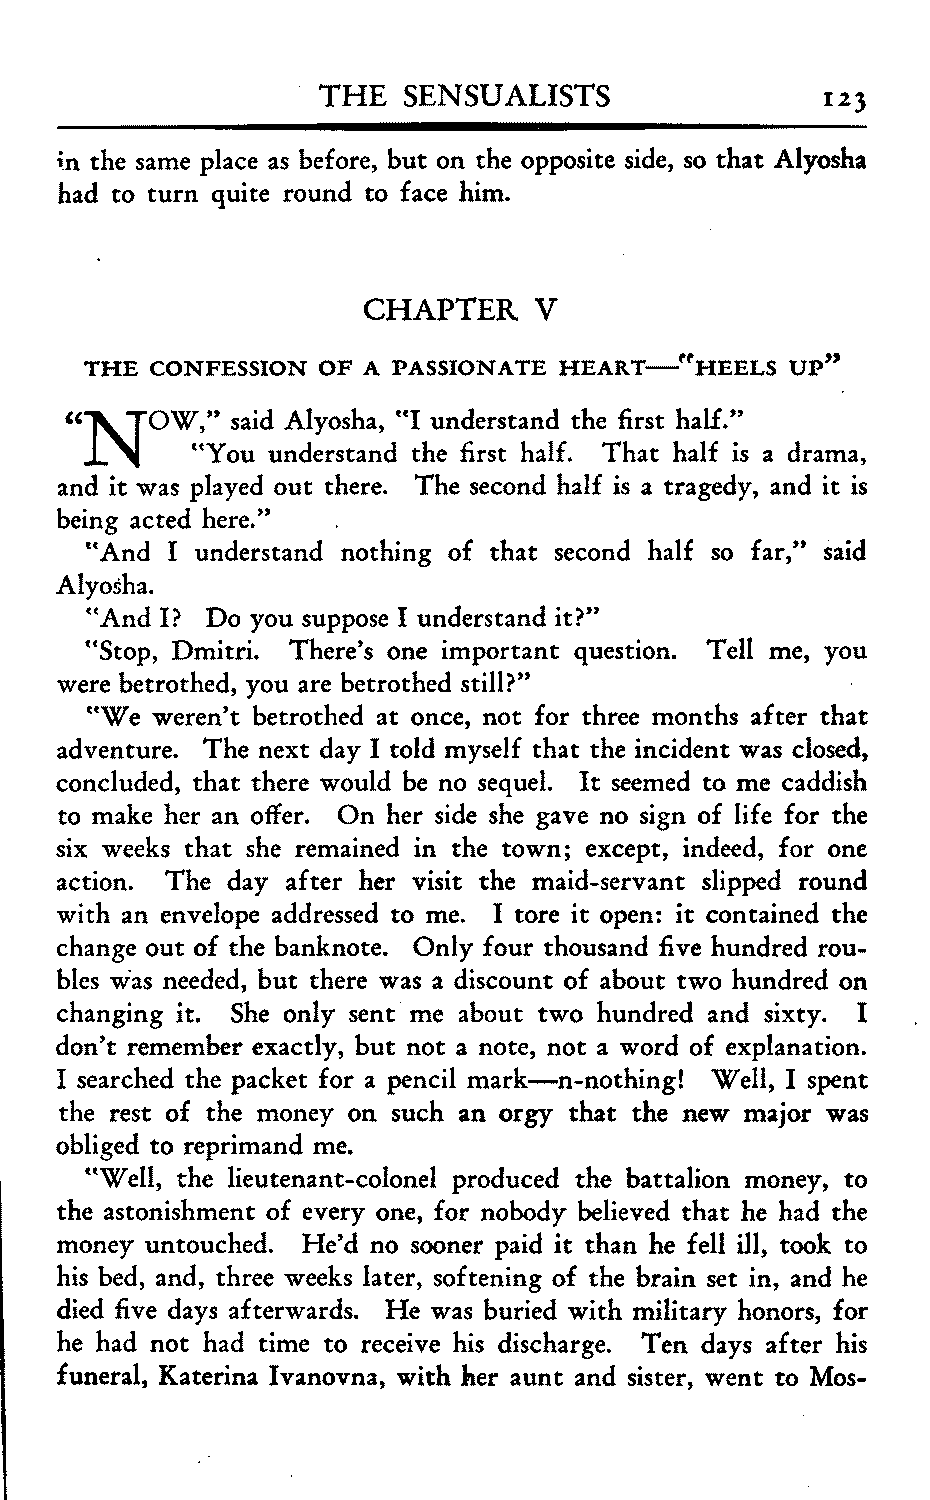 THE SENSUALISTS 123
in the same place as before, but on the opposite side, so that Alyosha
had to turn quite round to face him.
CHAPTER V
THE CONFESSION OF A PASSIONATE HEART—"HEELS UP"
"NOW," said Alyosha, "I understand the first half."
"You understand the first half. That half is a drama,
and it was played out there. The second half is a tragedy, and it is
being acted here."
"And I understand nothing of that second half so far," said
Alyosha.
"And I? Do you suppose I understand it?"
"Stop, Dmitri. There's one important question. Tell me, you
were betrothed, you are betrothed still?"
"We weren't betrothed at once, not for three months after that
adventure. The next day I told myself that the incident was closed,
concluded, that there would be no sequel. It seemed to me caddish
to make her an offer. On her side she gave no sign of life for the
six weeks that she remained in the town; except, indeed, for one
action. The day after her visit the maid-servant slipped round
with an envelope addressed to me. I tore it open: it contained the
change out of the banknote. Only four thousand five hundred rou-
bles was needed, but there was a discount of about two hundred on
changing it. She only sent me about two hundred and sixty. I
don't remember exactly, but not a note, not a word of explanation.
I searched the packet for a pencil mark—n-nothing! Well, I spent
the rest of the money on such an orgy that the new major was
obliged to reprimand me.
"Well, the lieutenant-colonel produced the battalion money, to
the astonishment of every one, for nobody believed that he had the
money untouched. He'd no sooner paid it than he fell ill, took to
his bed, and, three weeks later, softening of the brain set in, and he
died five days afterwards. He was buried with military honors, for
he had not had time to receive his discharge. Ten days after his
funeral, Katerina Ivanovna, with her aunt and sister, went to Mos-